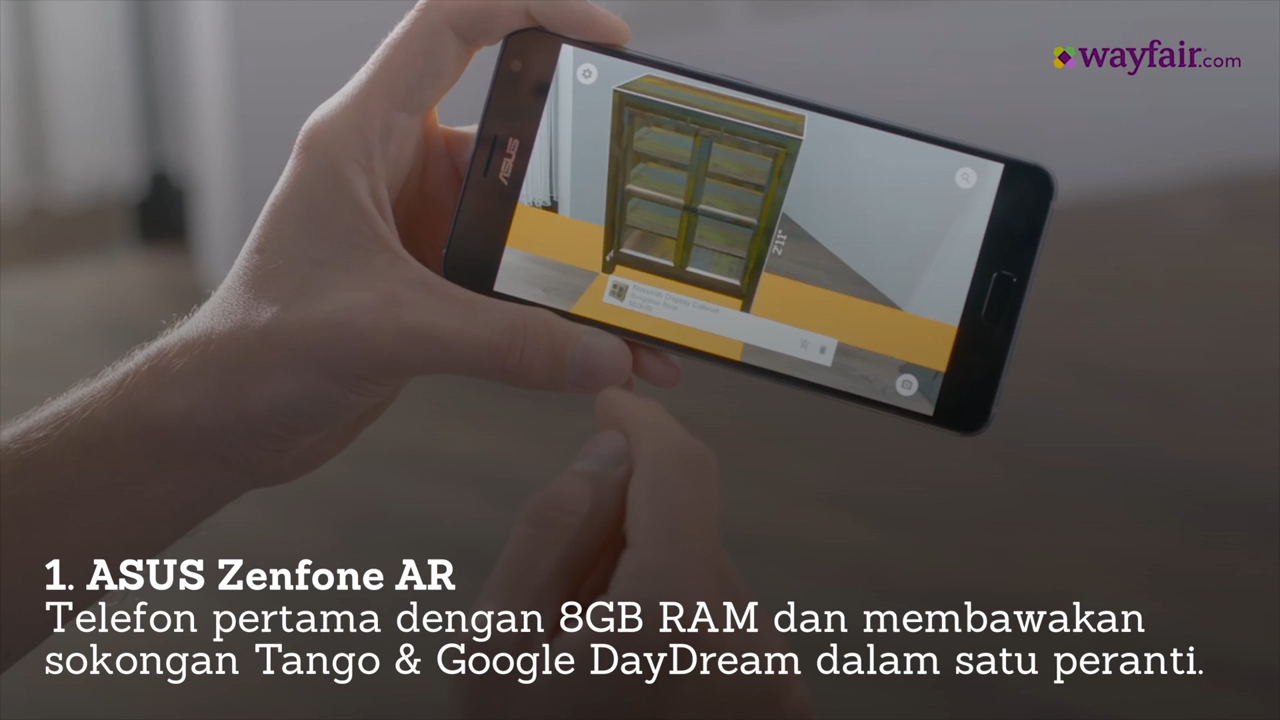 wayfair.com
ASUS
2'11"
1. ASUS Zenfone AR
Telefon pertama dengan 8GB RAM dan membawakan
sokongan Tango & Google DayDream dalam satu peranti.